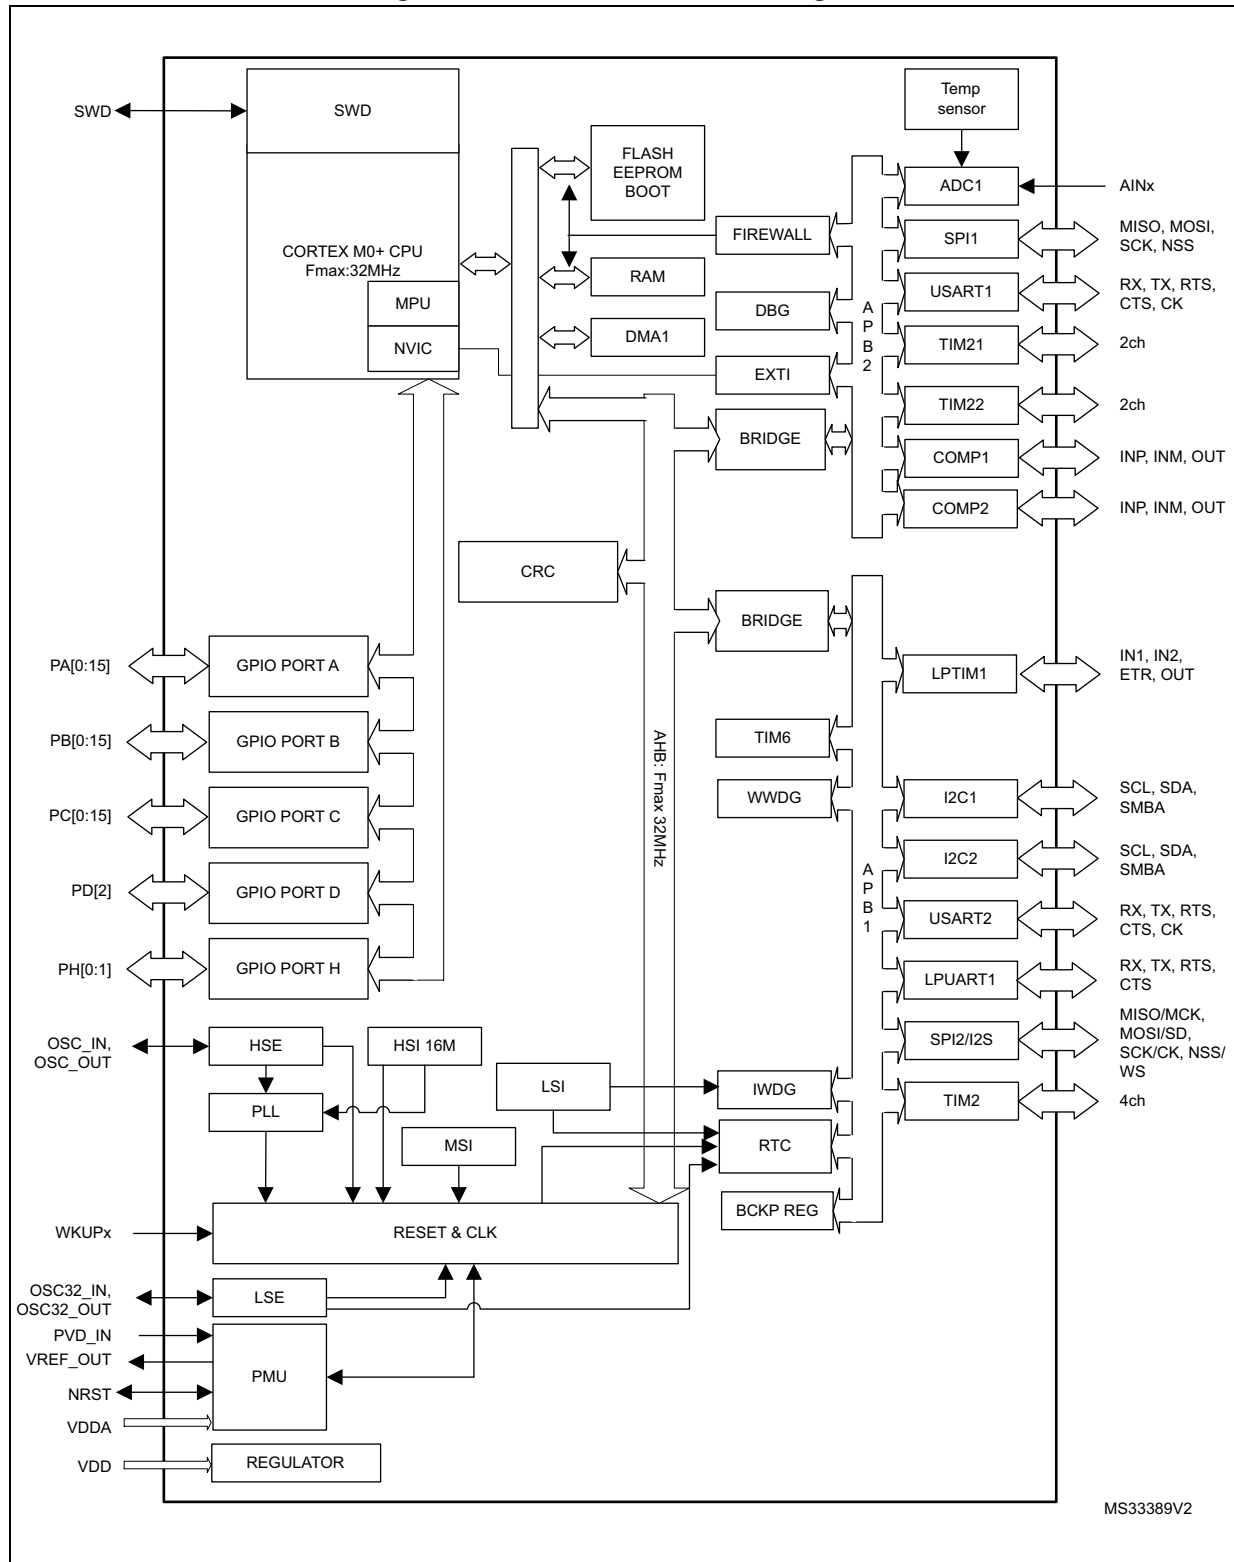 SWD
SWD
CORTEX M0+ CPU
Fmax:32MHz
MPU
NVIC
FLASH
EEPROM
BOOT
RAM
DMA1
FIREWALL
DBG
EXTI
BRIDGE
APB2
Temp
sensor
ADC1
AINx
SPI1
MISO, MOSI,
SCK, NSS
USART1
RX, TX, RTS,
CTS, CK
TIM21
2ch
TIM22
2ch
COMP1
INP, INM, OUT
COMP2
INP, INM, OUT
CRC
BRIDGE
AHB: Fmax 32MHz
PA[0:15]
GPIO PORT A
PB[0:15]
GPIO PORT B
PC[0:15]
GPIO PORT C
PD[2]
GPIO PORT D
PH[0:1]
GPIO PORT H
TIM6
WWDG
APB1
LPTIM1
IN1, IN2,
ETR, OUT
I2C1
SCL, SDA,
SMBA
I2C2
SCL, SDA,
SMBA
USART2
RX, TX, RTS,
CTS, CK
LPUART1
RX, TX, RTS,
CTS
SPI2/I2S
MISO/MCK,
MOSI/SD,
SCK/CK, NSS/
WS
TIM2
4ch
OSC_IN,
OSC_OUT
HSE
HSI 16M
PLL
MSI
LSI
IWDG
RTC
BCKP REG
WKUPx
RESET & CLK
OSC32_IN,
OSC32_OUT
LSE
PVD_IN
VREF_OUT
NRST
VDDA
PMU
VDD
REGULATOR
MS33389V2